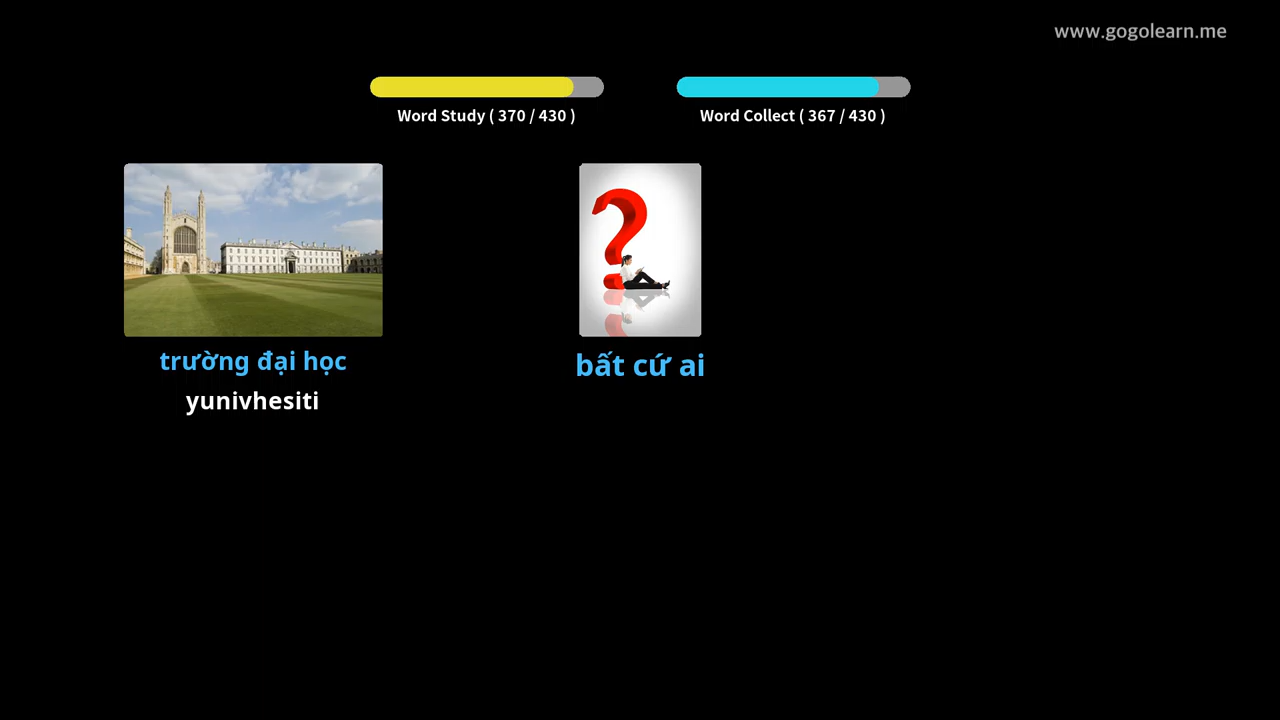 www.gogolearn.me
Word Study ( 370 / 430 )
Word Collect ( 367 / 430 )
trường đại học
yunivhesiti
bất cứ ai